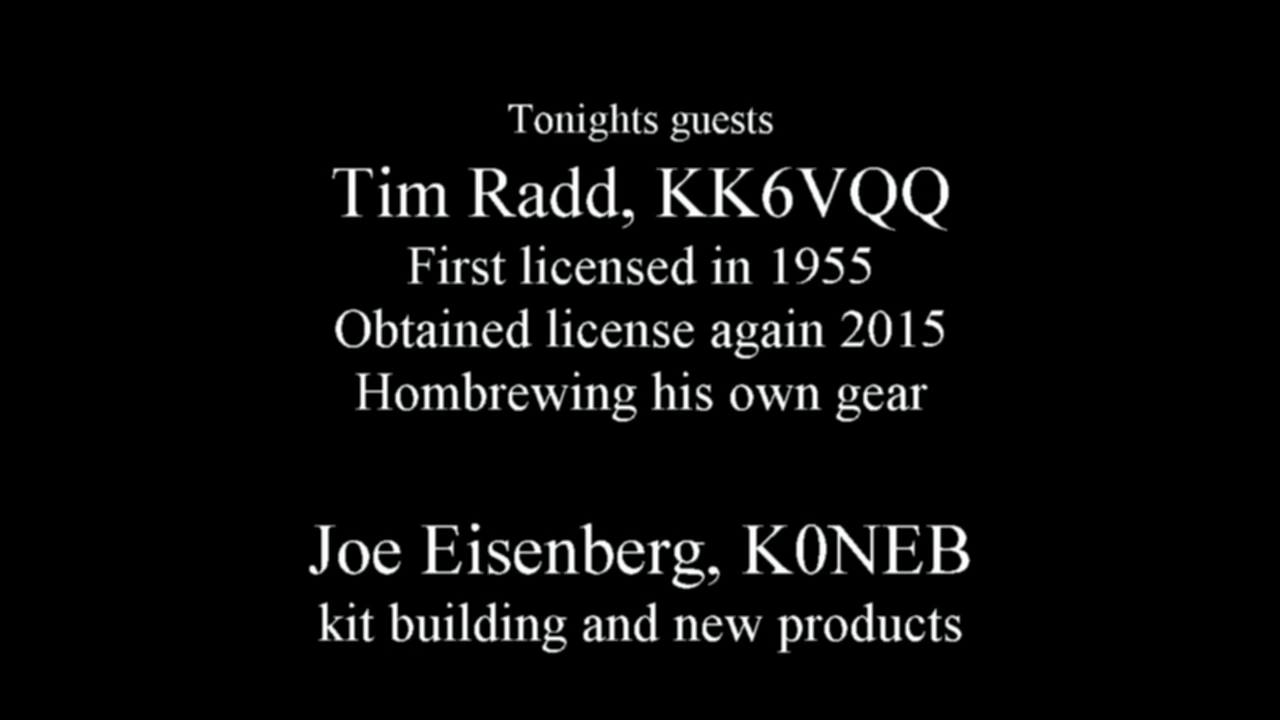 Tonights guests
Tim Radd, KK6VQQ
First licensed in 1955
Obtained license again 2015
Hombrewing his own gear
Joe Eisenberg, K0NEB
kit building and new products